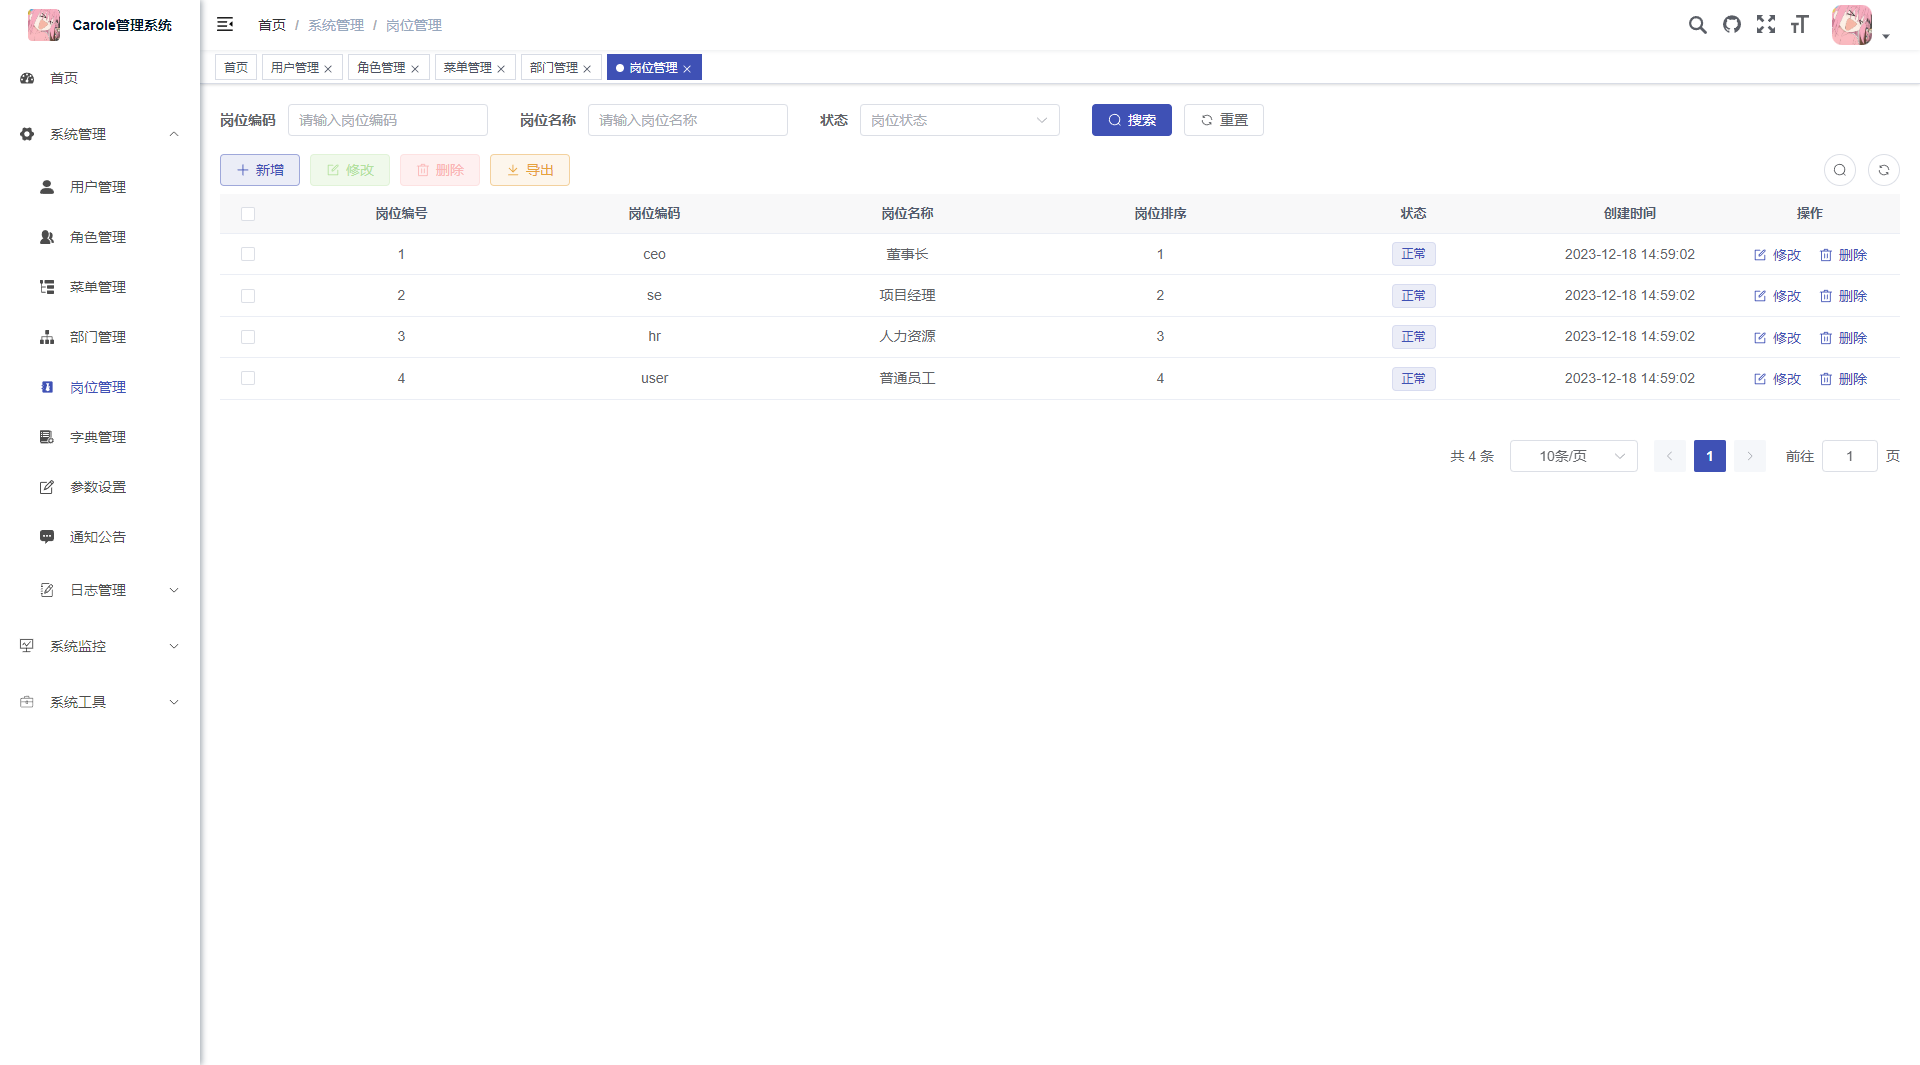 Carole管理系统
首页
系统管理
用户管理
角色管理
菜单管理
部门管理
岗位管理
字典管理
参数设置
通知公告
日志管理
系统监控
系统工具
首页 / 系统管理 / 岗位管理
首页 用户管理 角色管理 菜单管理 部门管理 岗位管理
岗位编码 请输入岗位编码 岗位名称 请输入岗位名称 状态 岗位状态 搜索 重置
新增 修改 删除 导出
岗位编号 岗位编码 岗位名称 岗位排序 状态 创建时间 操作
1 ceo 董事长 1 正常 2023-12-18 14:59:02 修改 删除
2 se 项目经理 2 正常 2023-12-18 14:59:02 修改 删除
3 hr 人力资源 3 正常 2023-12-18 14:59:02 修改 删除
4 user 普通员工 4 正常 2023-12-18 14:59:02 修改 删除
共 4 条 10条/页 1 前往 1 页